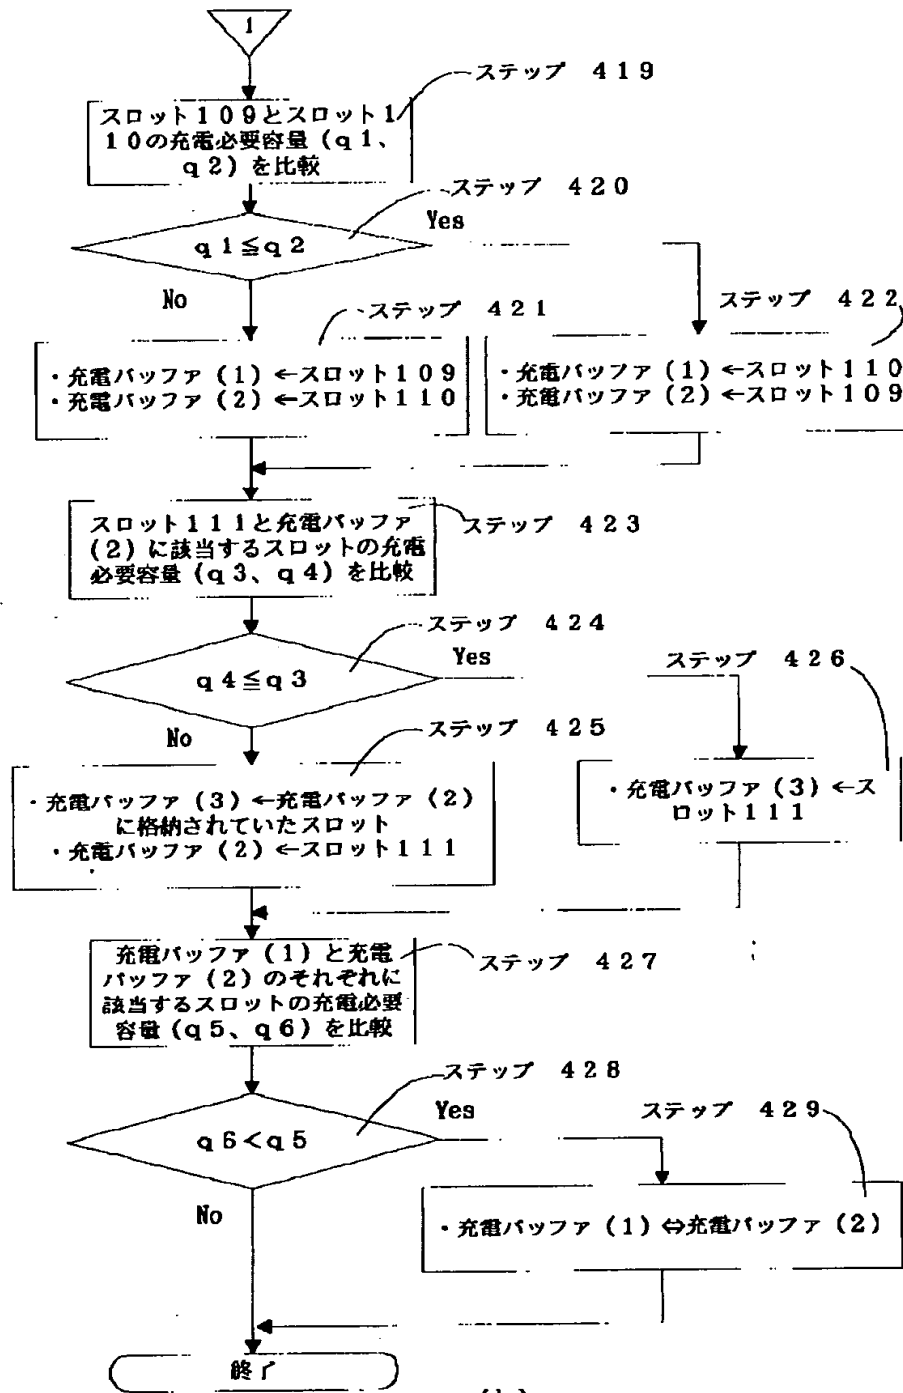 1
ステップ 419
スロット109とスロット1
10の充電必要容量(q1、
q2)を比較
ステップ 420
Yes
q1≦q2
No
ステップ 421
ステップ 422
・充電バッファ(1)←スロット109
・充電バッファ(2)←スロット110
・充電バッファ(1)←スロット110
・充電バッファ(2)←スロット109
スロット111と充電バッファ
(2)に該当するスロットの充電
必要容量(q3、q4)を比較
ステップ 423
ステップ 424
Yes
q4≦q3
No
ステップ 425
ステップ 426
・充電バッファ(3)←充電バッファ(2)
に格納されていたスロット
・充電バッファ(2)←スロット111
・充電バッファ(3)←ス
ロット111
充電バッファ(1)と充電
バッファ(2)のそれぞれに
該当するスロットの充電必要
容量(q5、q6)を比較
ステップ 427
ステップ 428
Yes
q6<q5
No
ステップ 429
・充電バッファ(1)⇔充電バッファ(2)
終了